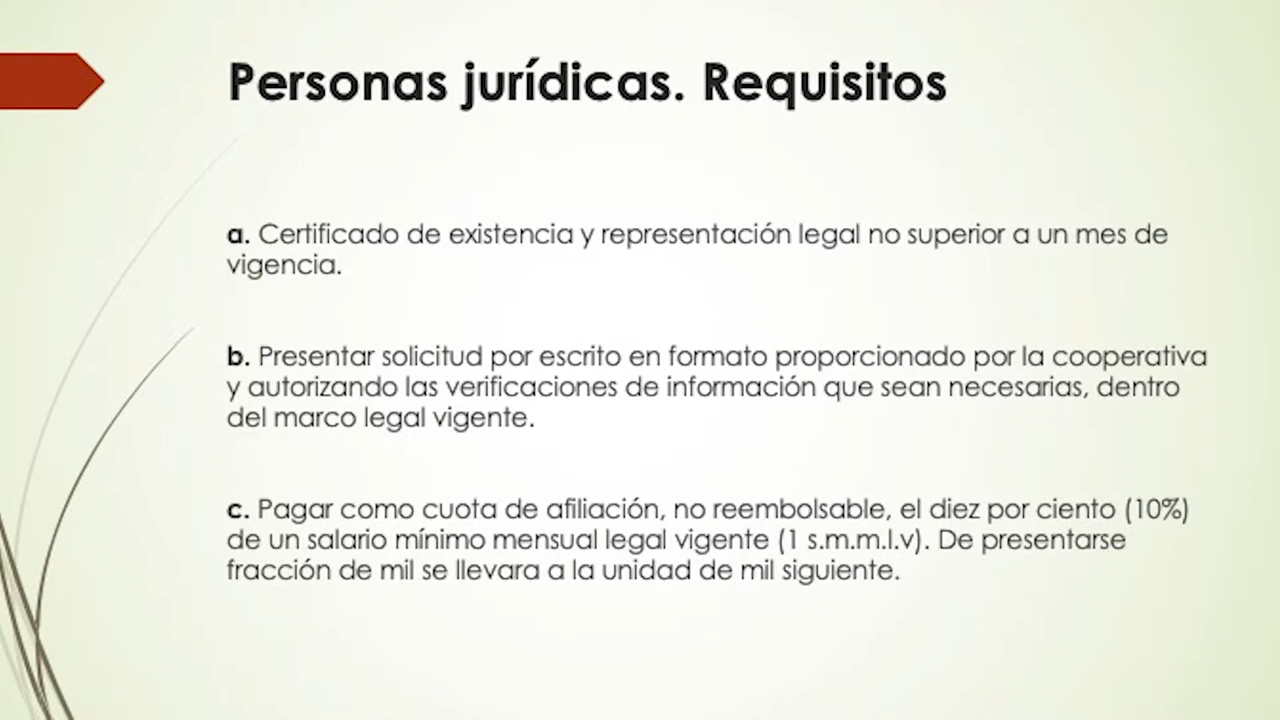 Personas jurídicas. Requisitos
a. Certificado de existencia y representación legal no superior a un mes de
vigencia.
b. Presentar solicitud por escrito en formato proporcionado por la cooperativa
y autorizando las verificaciones de información que sean necesarias, dentro
del marco legal vigente.
c. Pagar como cuota de afiliación, no reembolsable, el diez por ciento (10%)
de un salario mínimo mensual legal vigente (1 s.m.m.l.v). De presentarse
fracción de mil se llevara a la unidad de mil siguiente.